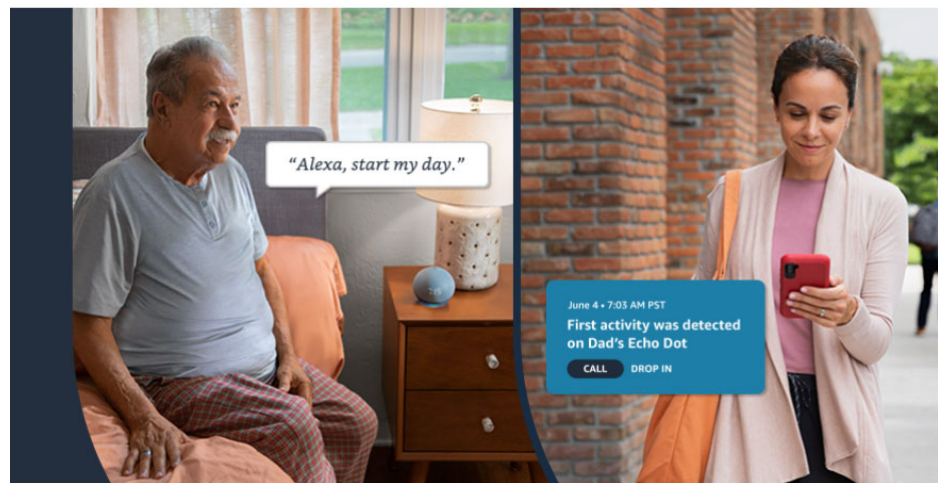 “Alexa, start my day.”
June 4 • 7:03 AM PST
First activity was detected
on Dad’s Echo Dot
CALL DROP IN